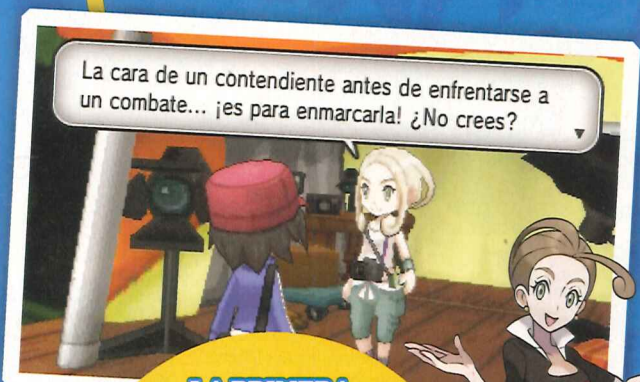 La cara de un contendiente antes de enfrentarse a
un combate... ¡es para enmarcarla! ¿No crees?